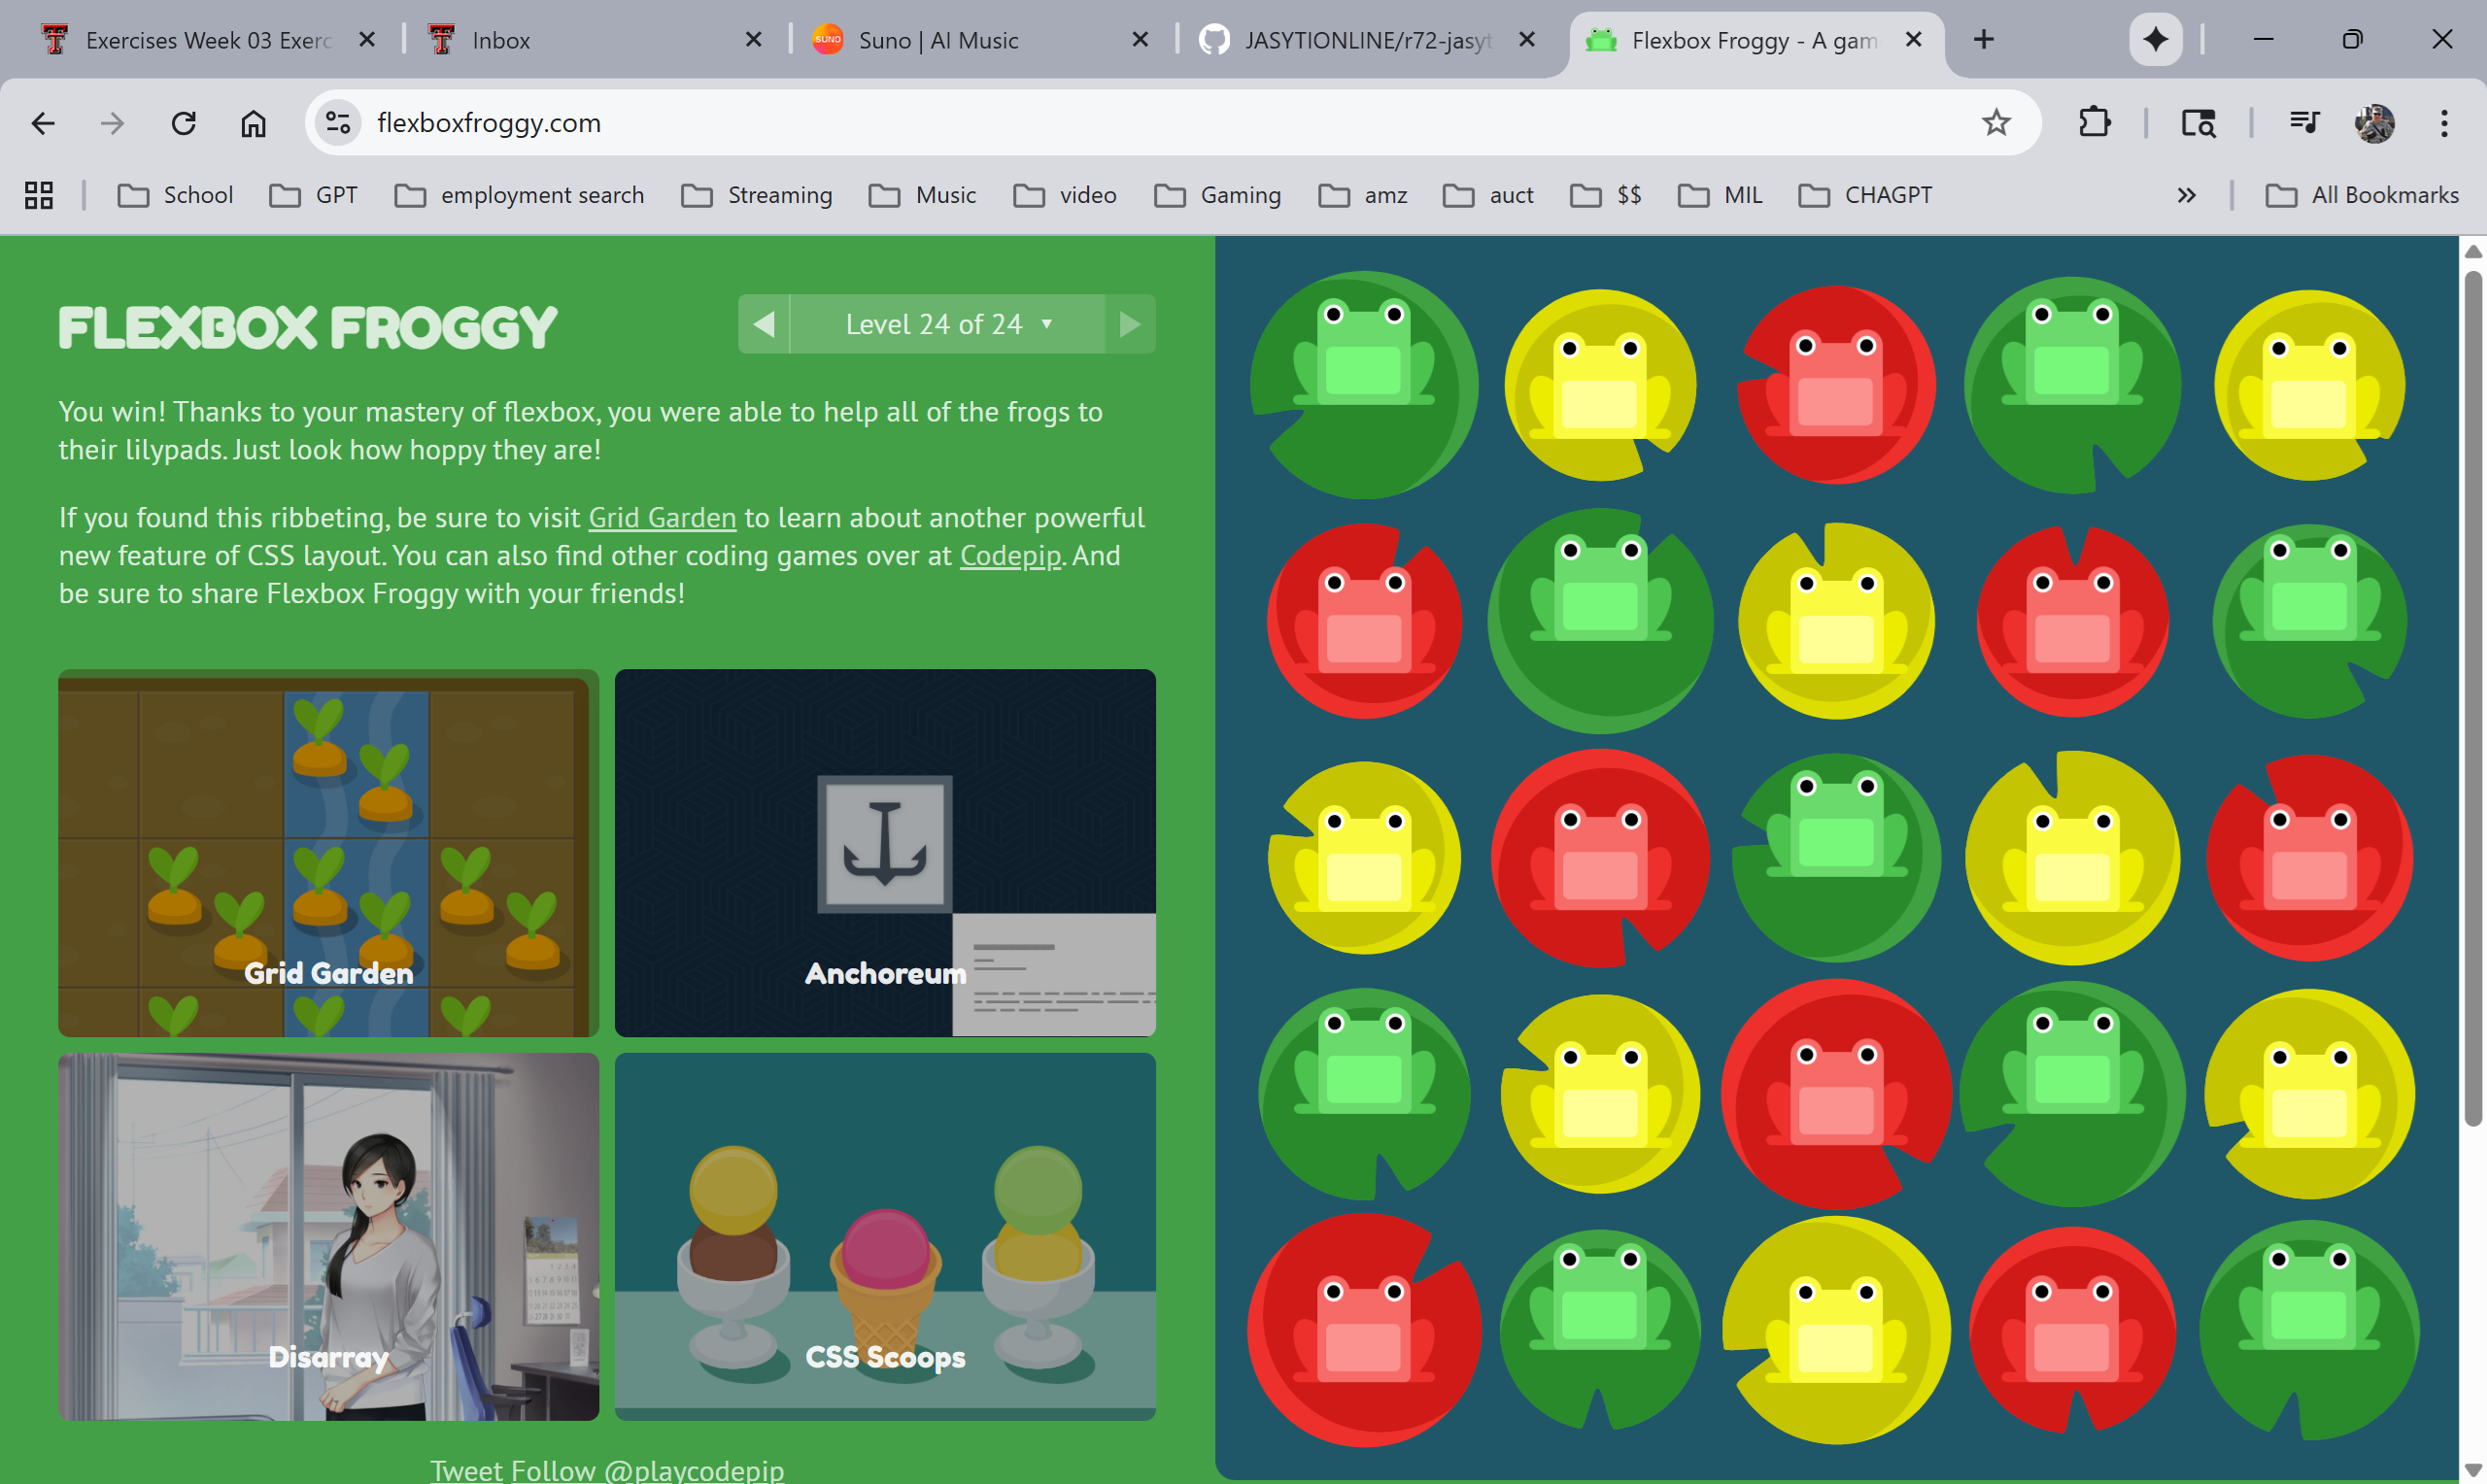 Exercises Week 03 Exerc
Inbox
SUNO
Suno | AI Music
JASYTIONLINE/r72-jasyt
Flexbox Froggy - A gam
flexboxfroggy.com
School
GPT
employment search
Streaming
Music
video
Gaming
amz
auct
$$
MIL
CHAGPT
All Bookmarks
FLEXBOX FROGGY
Level 24 of 24
You win! Thanks to your mastery of flexbox, you were able to help all of the frogs to
their lilypads. Just look how hoppy they are!
If you found this ribbeting, be sure to visit Grid Garden to learn about another powerful
new feature of CSS layout. You can also find other coding games over at Codepip. And
be sure to share Flexbox Froggy with your friends!
Grid Garden
Anchoreum
Disarray
CSS Scoops
Tweet Follow @playcodepip